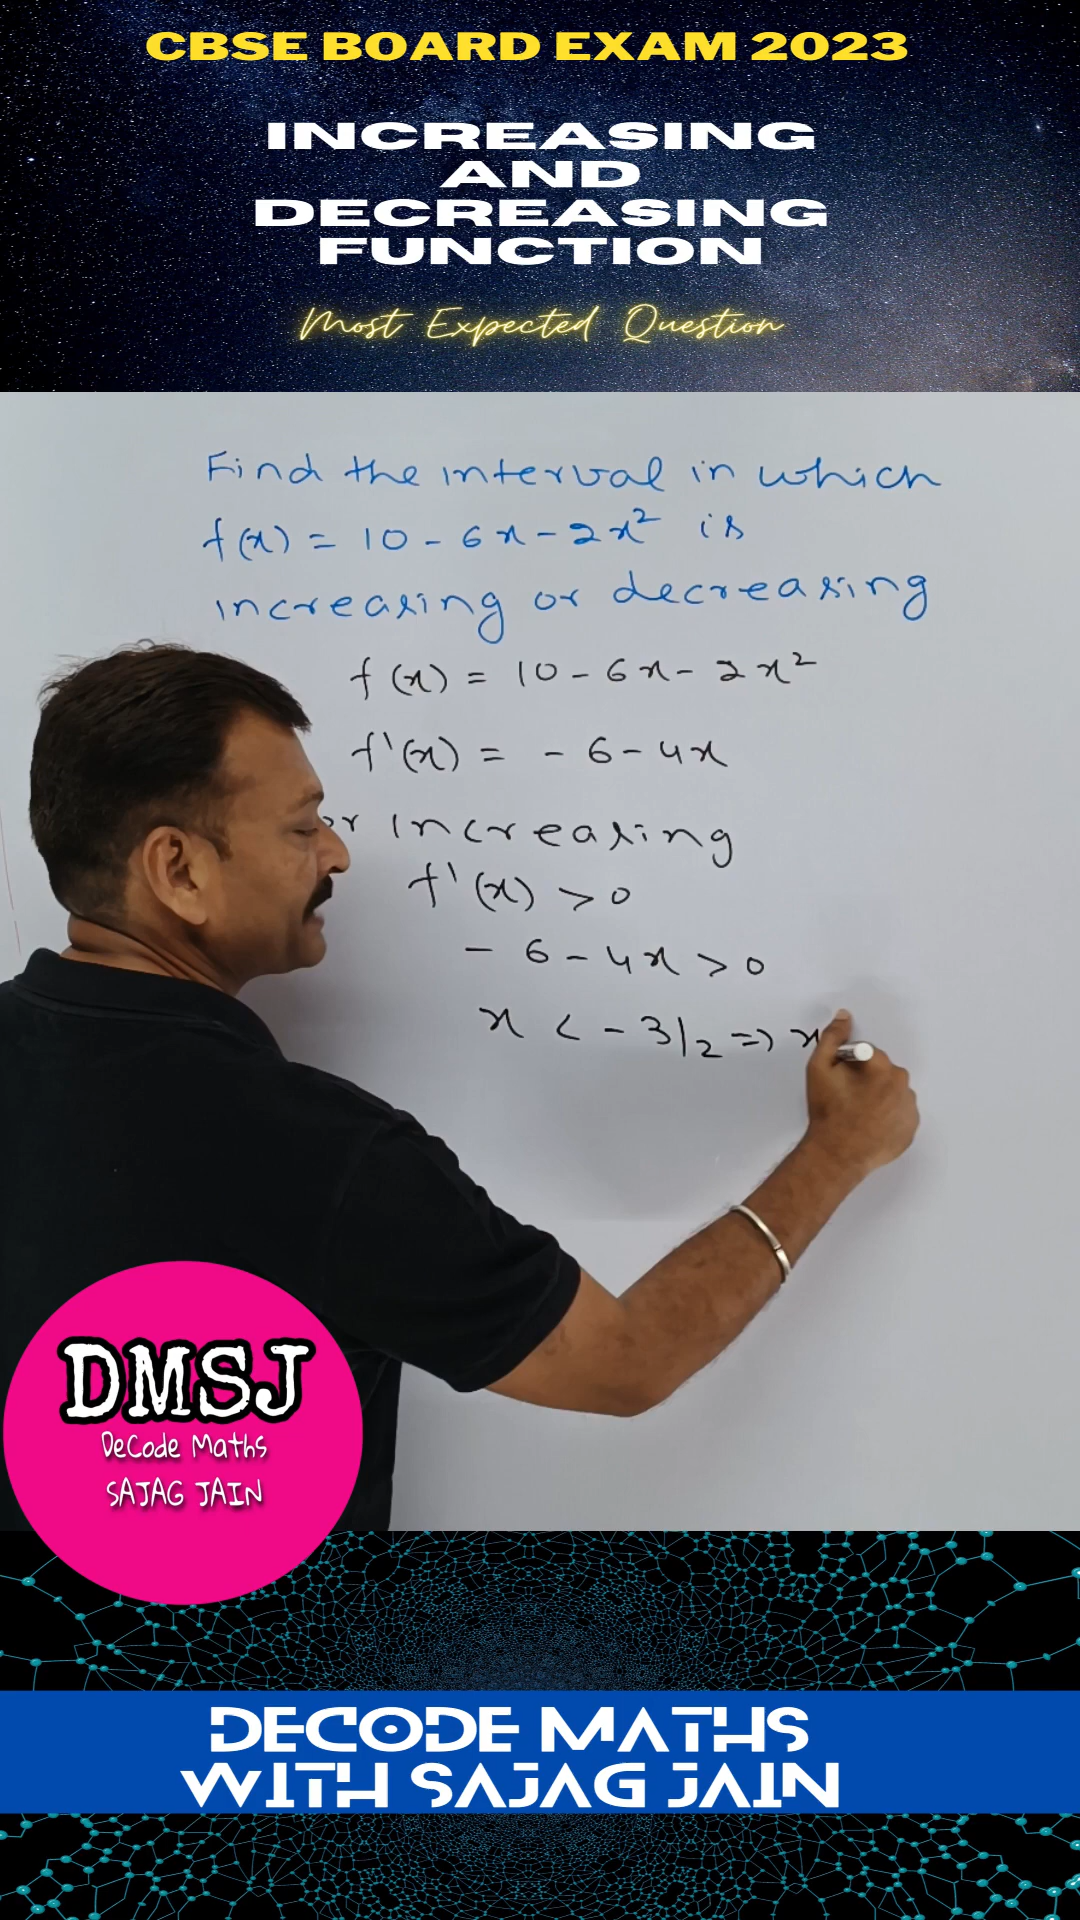 CBSE BOARD EXAM 2023
INCREASING
AND
DECREASING
FUNCTION
Most Expected Question
Find the interval in which
f(x) = 10 - 6x - 2x² is
increasing or decreasing
f(x) = 10 - 6x - 2x²
f'(x) = - 6 - 4x
or increasing
f'(x) > 0
- 6 - 4x > 0
x < - 3/2 => x
DMSJ
DeCode Maths
SAJAG JAIN
DECODE MATHS
WITH SAJAG JAIN